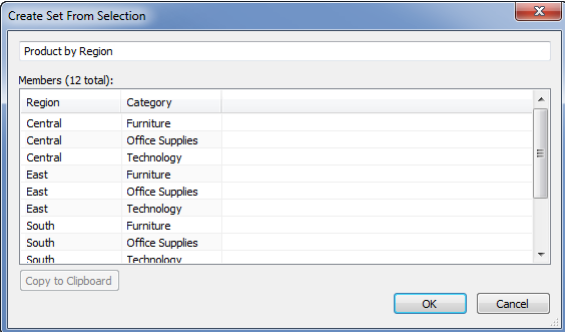 Create Set From Selection
Product by Region
Members (12 total):
Region Category
Central Furniture
Central Office Supplies
Central Technology
East Furniture
East Office Supplies
East Technology
South Furniture
South Office Supplies
South Technology
Copy to Clipboard
OK Cancel